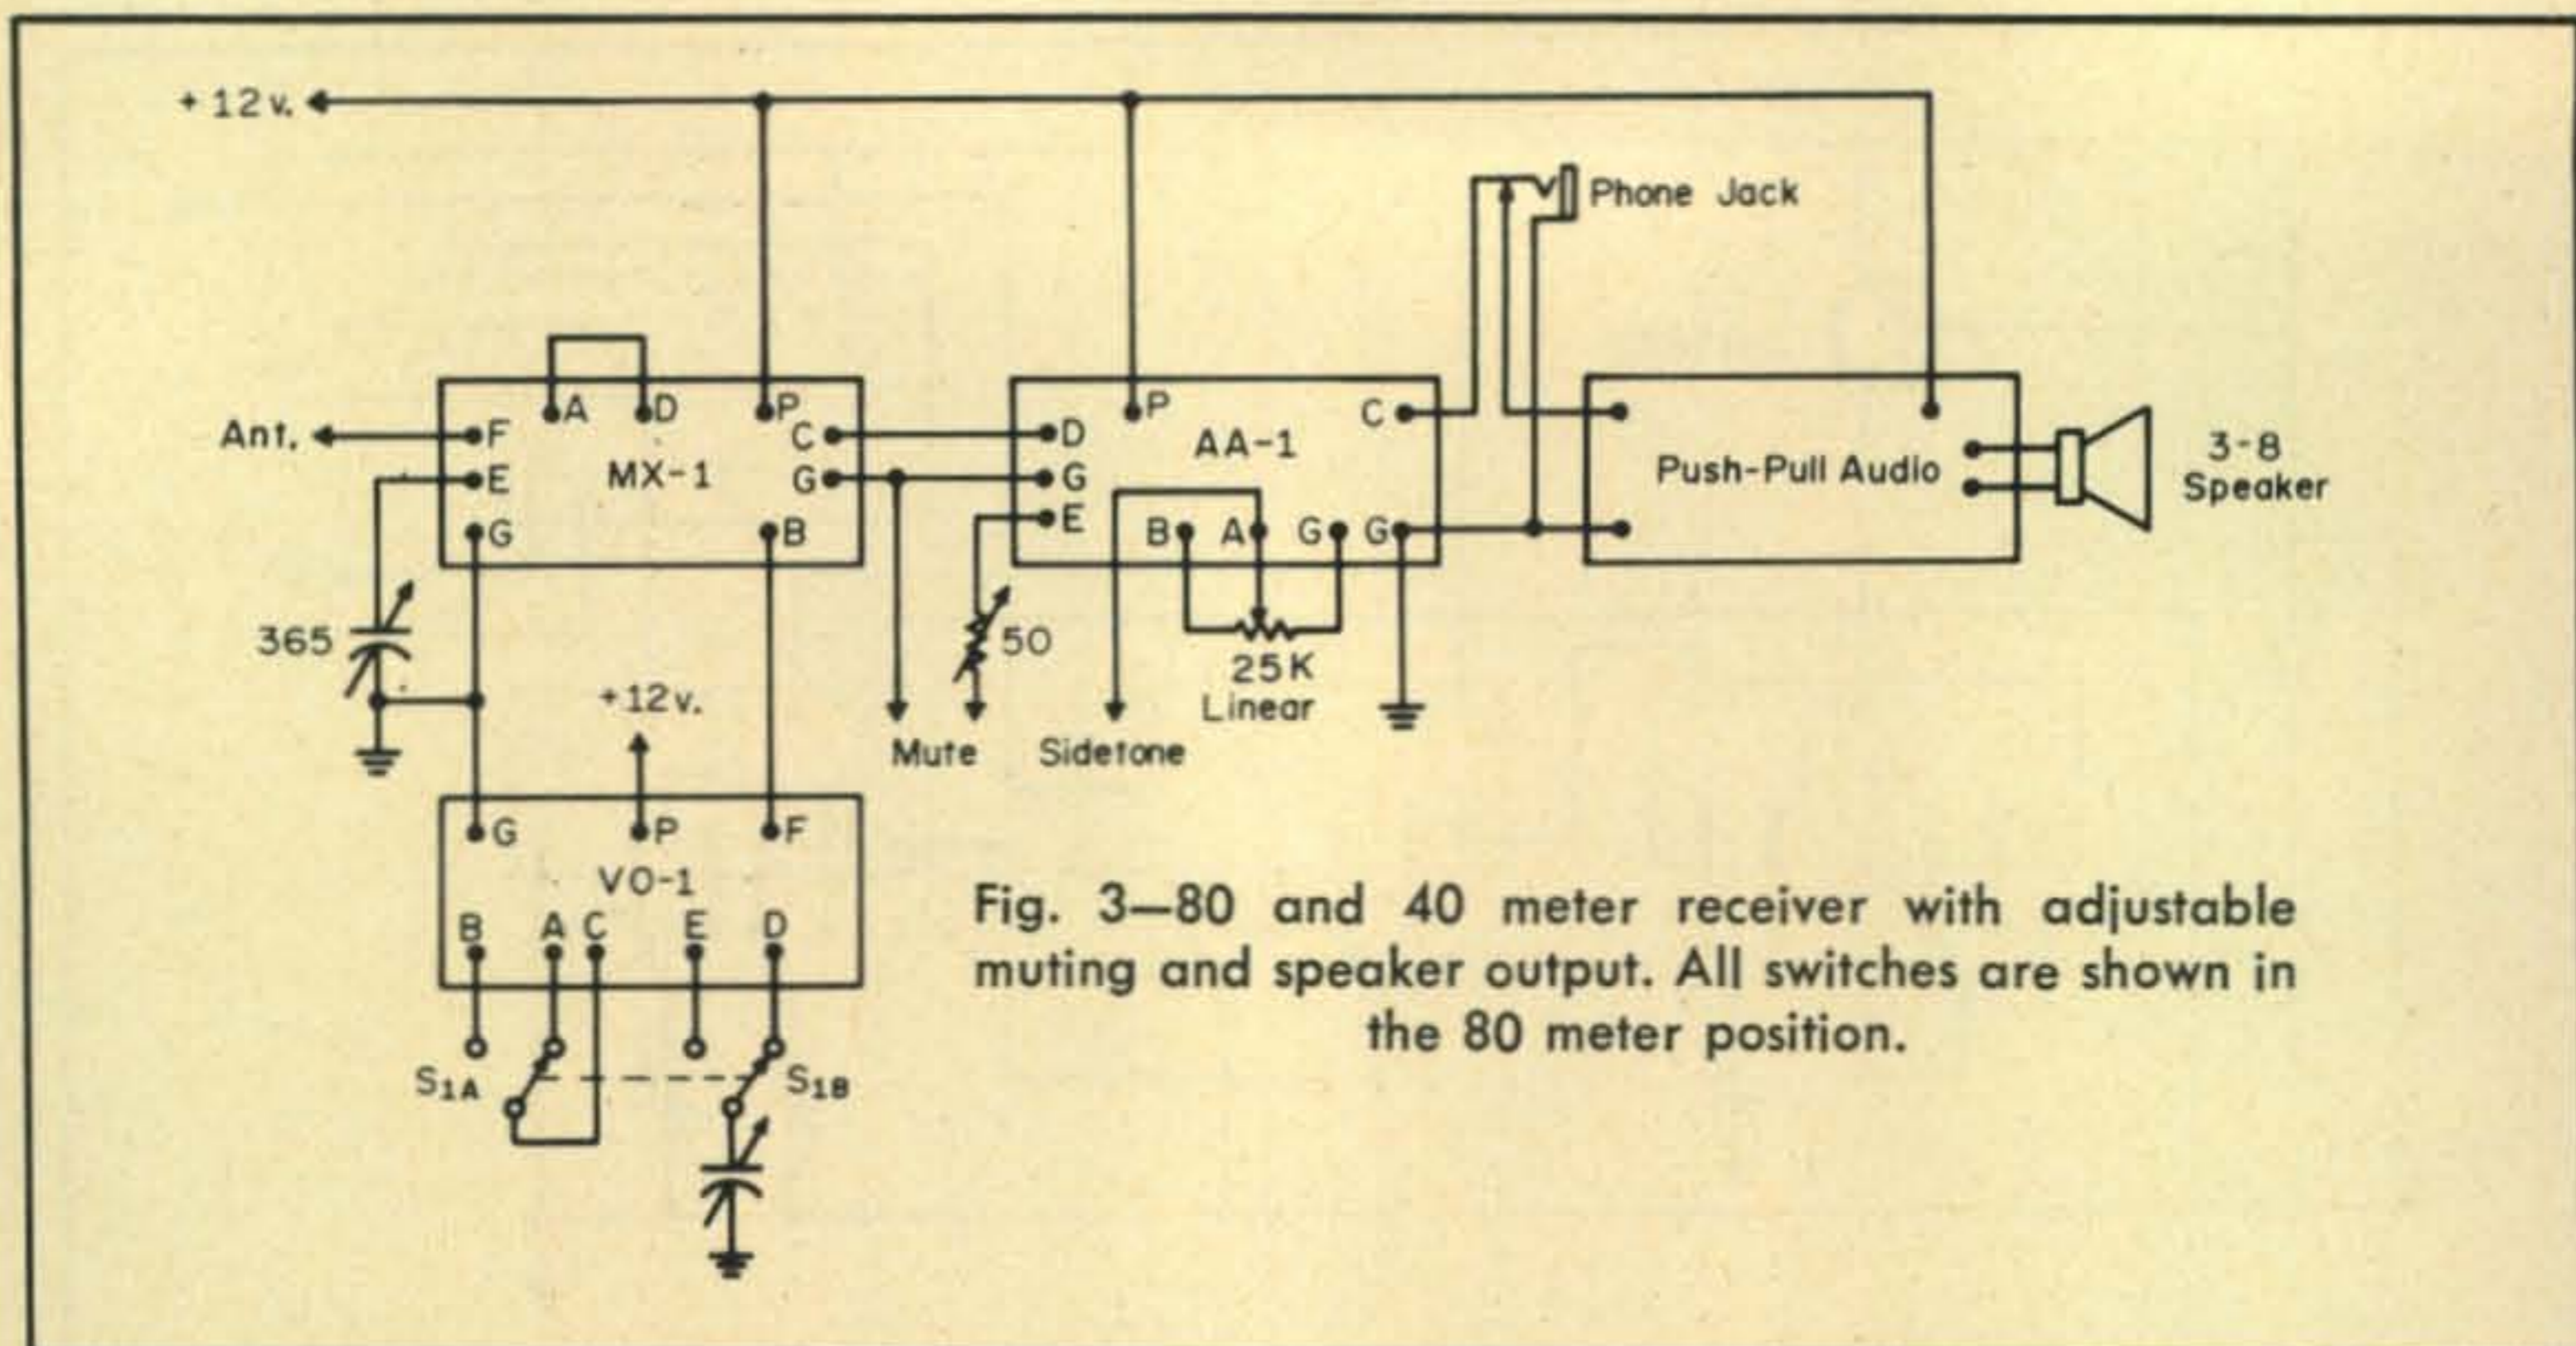 + 12 v.
Phone Jack
A D P
Ant. F C D P C
E MX-1 G G AA-1 Push-Pull Audio 3-8
Speaker
G B E B A G G
365 50 25K
Linear
+12 v.
Mute Sidetone
G P F
VO-1
B A C E D
S1A S1B
Fig. 3—80 and 40 meter receiver with adjustable
muting and speaker output. All switches are shown in
the 80 meter position.